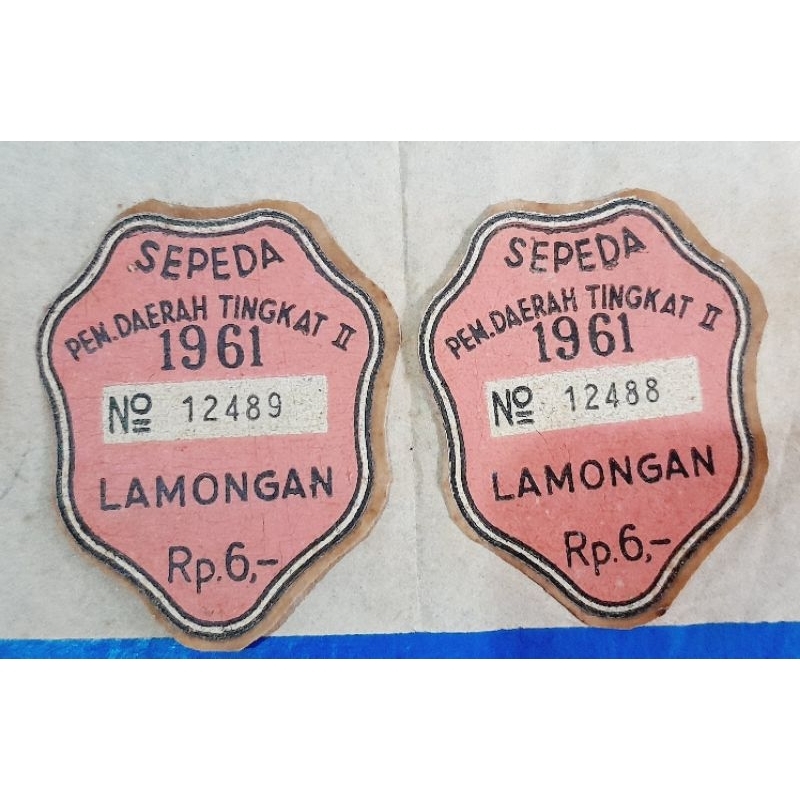 SEPEDA
PEM.DAERAH TINGKAT II
1961
Nº 12489
LAMONGAN
Rp.6,-
SEPEDA
PEM.DAERAH TINGKAT II
1961
Nº 12488
LAMONGAN
Rp.6,-